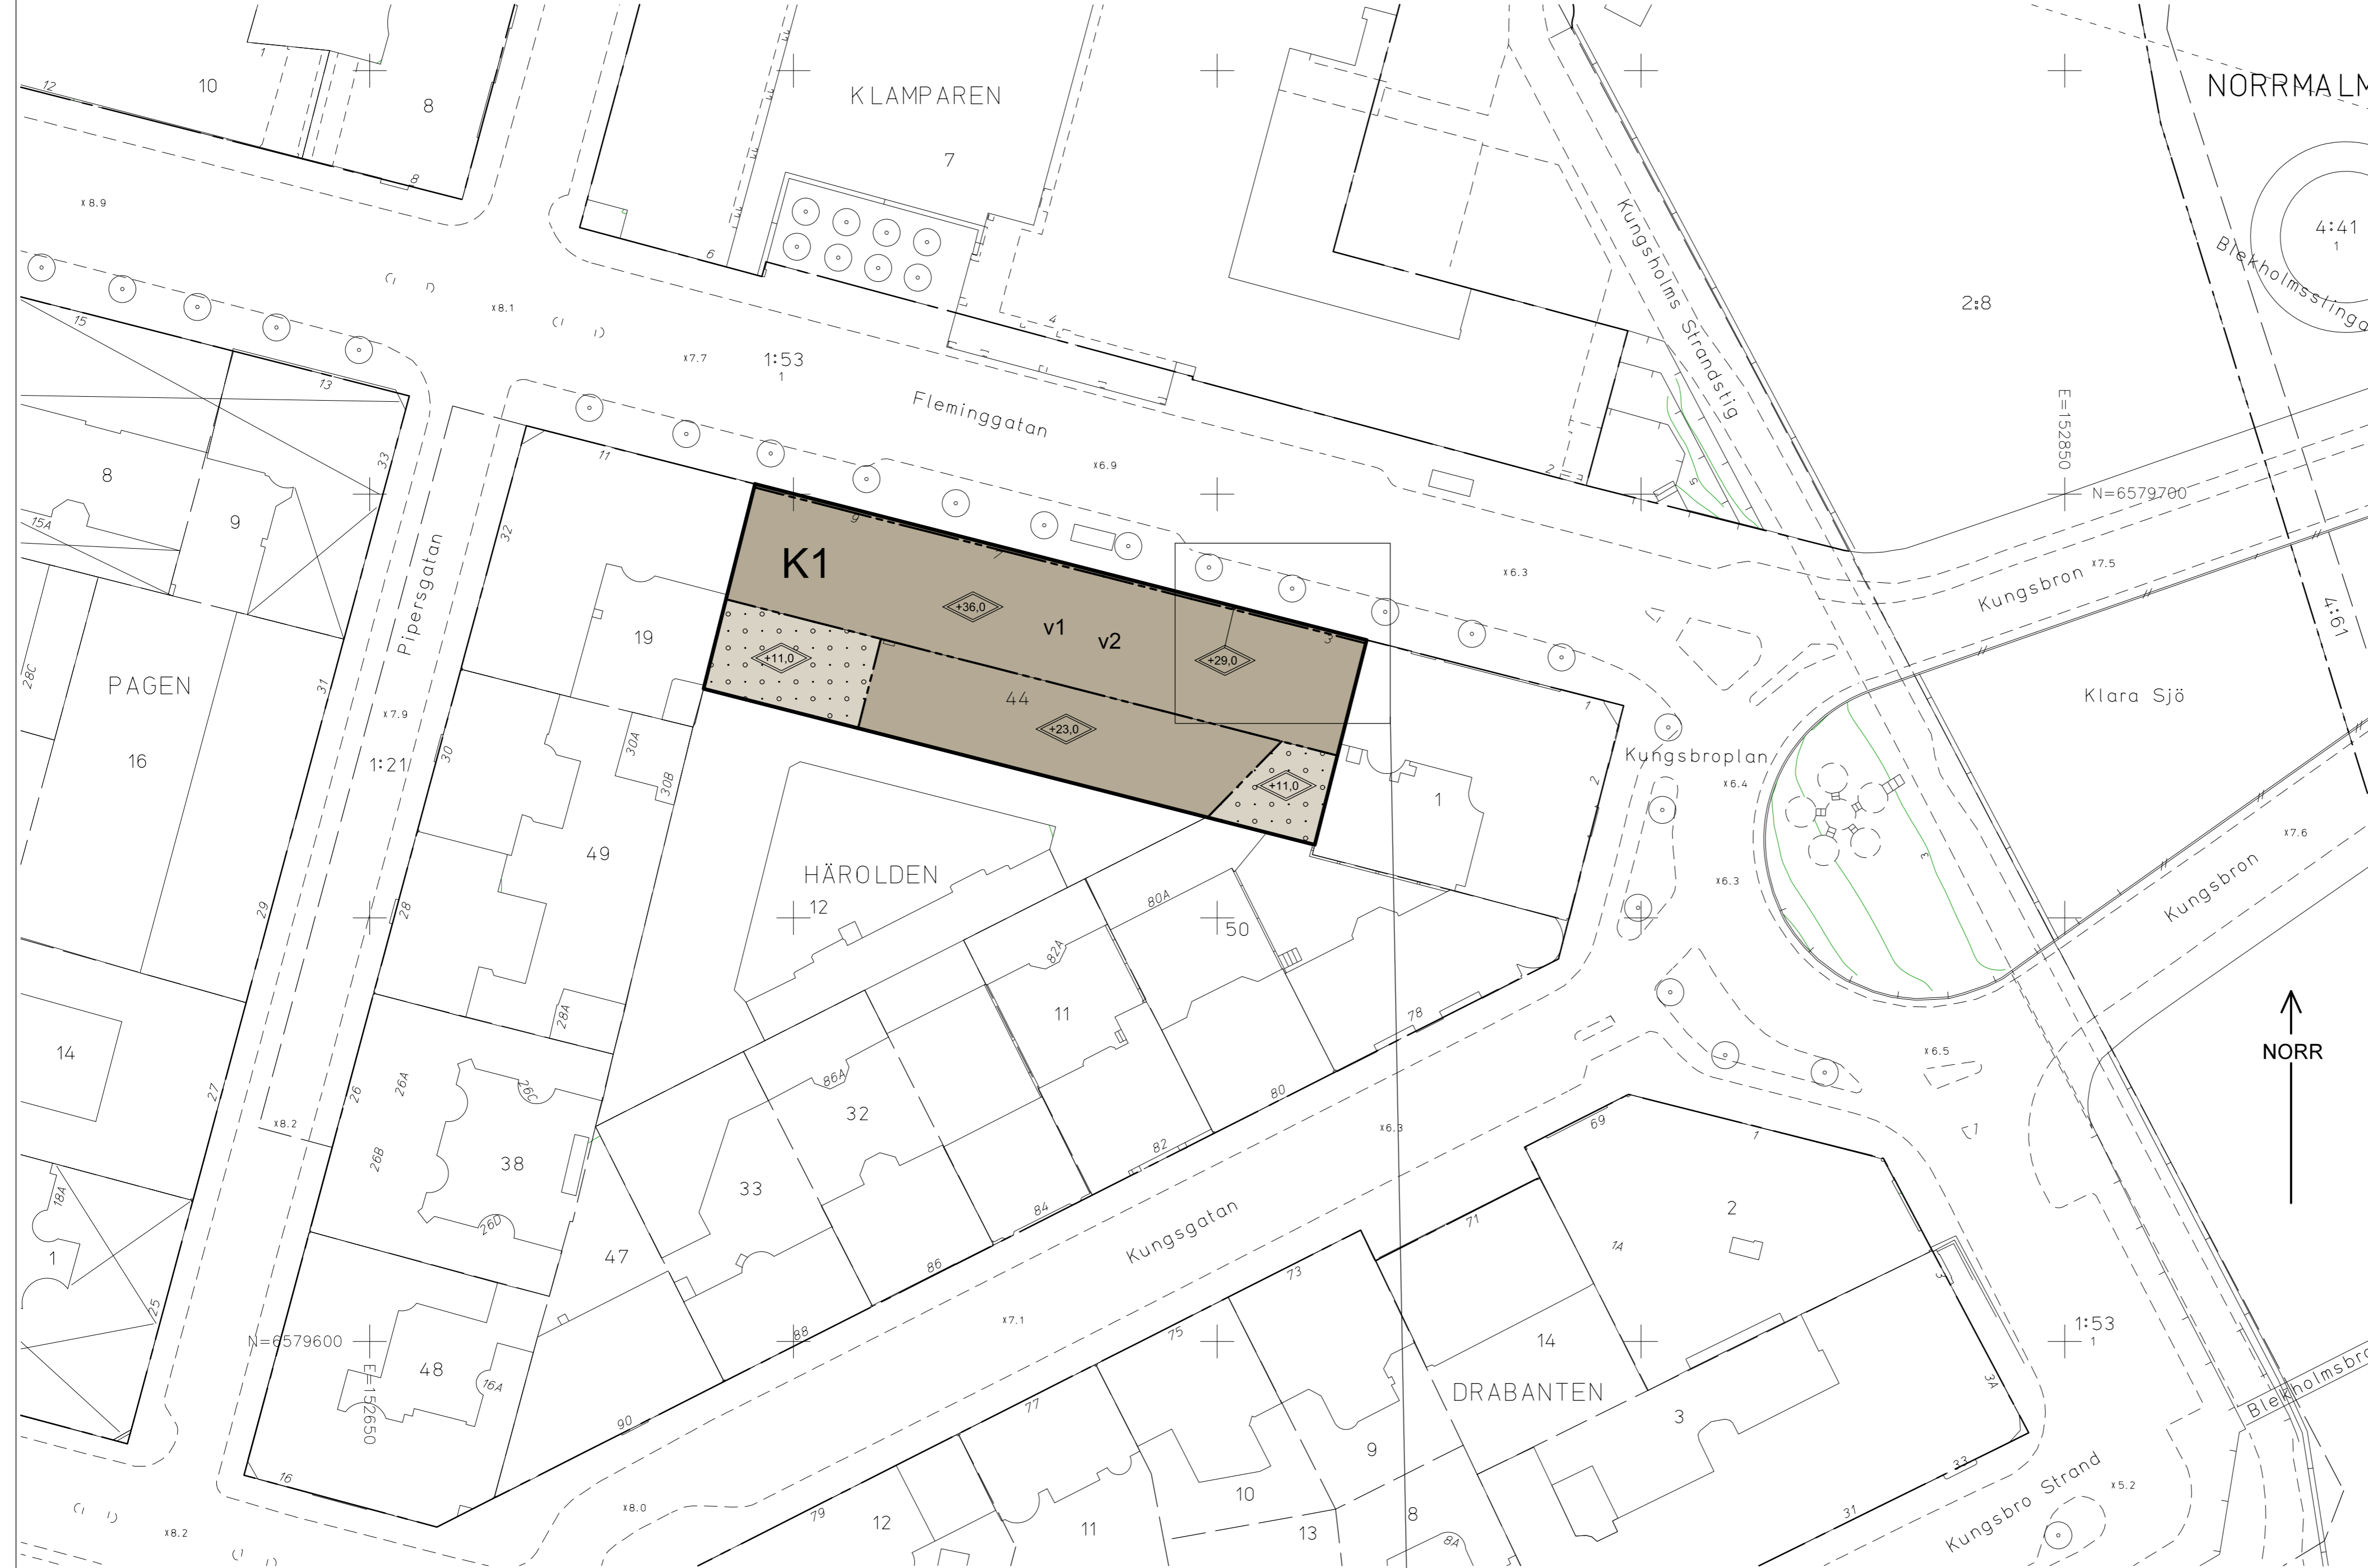 NORRMALM
KLAMPAREN
7
10
8
12
1
8
6
x8.9
x8.1
x7.7
1:53
1
4
Fleminggatan
x6.9
2
5
Kungsholms Strandstig
2:8
4:41
1
Blekholmsslinga
E=152850
N=6579700
Kungsbron
x7.5
x6.3
4:61
15
13
33
8
9
15A
28C
PAGEN
16
31
29
27
25
14
18A
1
Pipersgatan
x7.9
1:21
x8.2
11
32
19
30
30A
30B
49
28
28A
K1
9
7
3
+36,0
v1
v2
+29,0
+11,0
44
+23,0
+11,0
1
1
2
Kungsbroplan
x6.4
x6.3
Klara Sjö
3
x7.6
Kungsbron
HÄROLDEN
12
80A
50
82A
11
78
80
82
84
86
88
90
86A
32
33
47
26
26A
26B
26C
26D
38
48
16A
16
N=6579600
E=152650
Kungsgatan
x6.3
x7.1
x8.0
x8.2
x6.5
NORR
69
1
2
71
1A
73
75
77
79
14
DRABANTEN
3
3
3A
33
31
9
10
11
12
13
8
8A
1:53
1
Blekholmsbro
Kungsbro Strand
x5.2